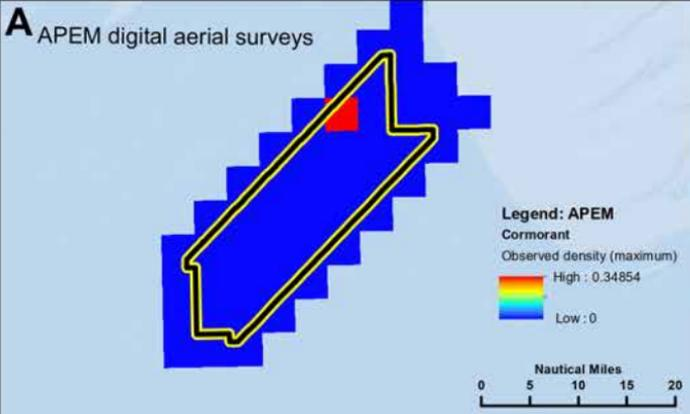 A APEM digital aerial surveys
Legend: APEM
Cormorant
Observed density (maximum)
High : 0.34854
Low : 0
Nautical Miles
0 5 10 15 20